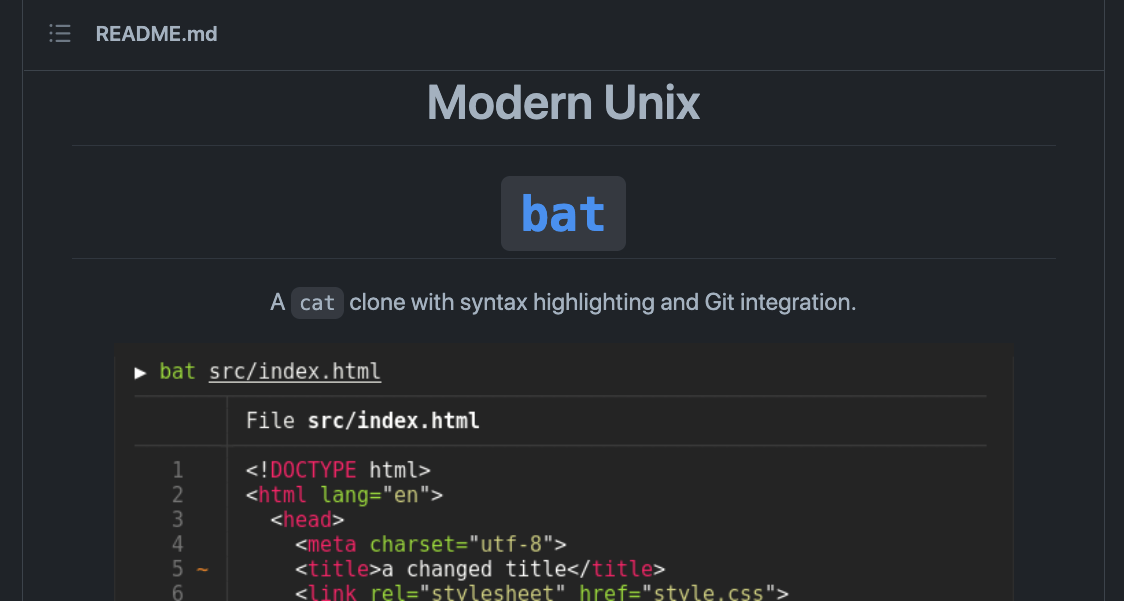 README.md
Modern Unix
bat
A cat clone with syntax highlighting and Git integration.
▶ bat src/index.html
File src/index.html
1 <!DOCTYPE html>
2 <html lang="en">
3 <head>
4 <meta charset="utf-8">
5 ~ <title>a changed title</title>
6 <link rel="stylesheet" href="style.css">